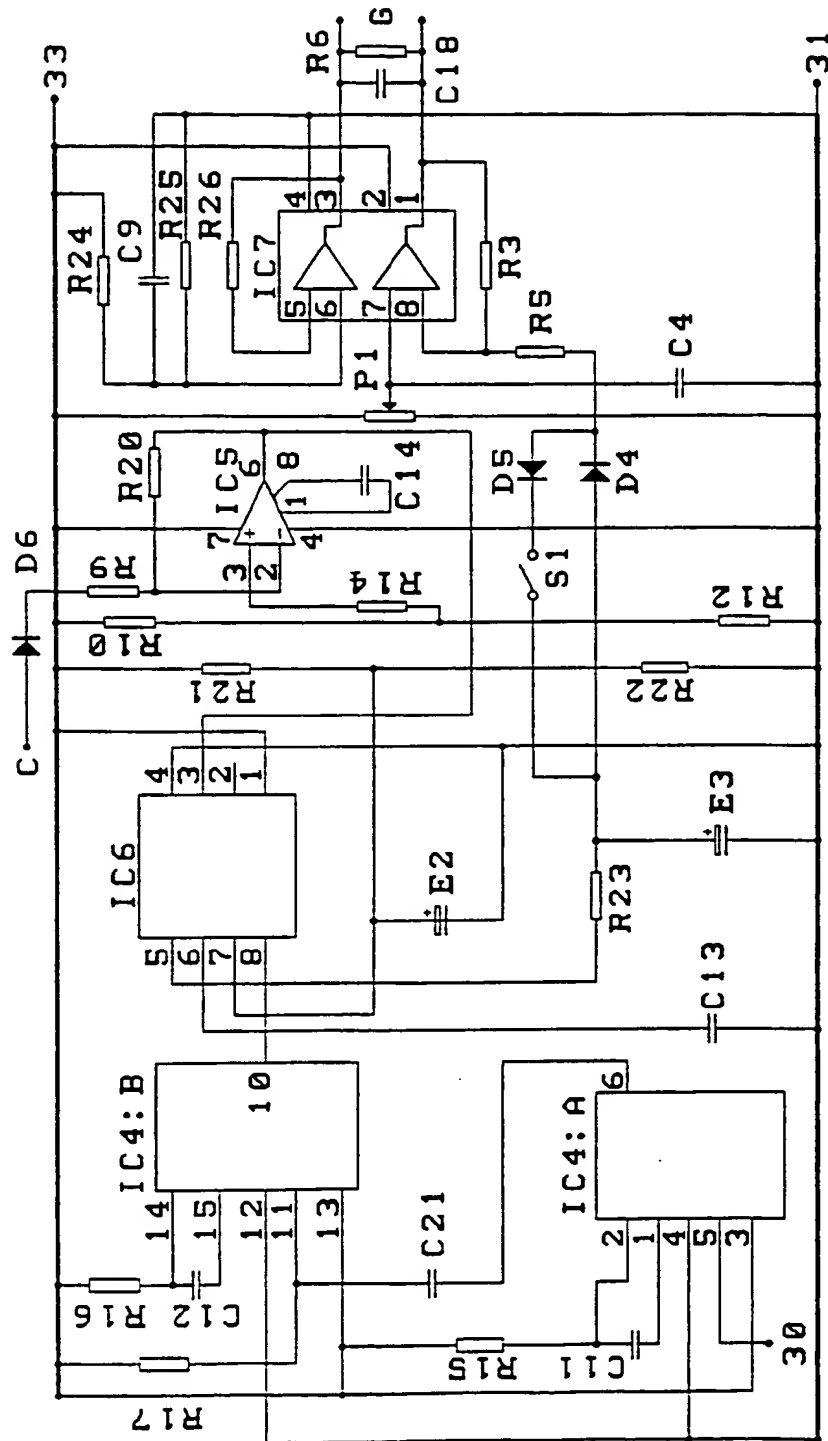 33
R24
C9
R25
R26
R6
G
C18
IC7
4
3
2
1
5
6
7
8
R3
R5
P1
C4
31
D6
C
R9
R10
R20
IC5
6
7
8
1
3
2
4
C14
R14
R12
D5
D4
S1
R21
R22
IC6
4
3
2
1
5
6
7
8
E2
E3
R23
C13
IC4:B
10
14
15
12
11
13
R16
C12
R17
C21
R15
C11
IC4:A
6
2
1
4
5
3
30